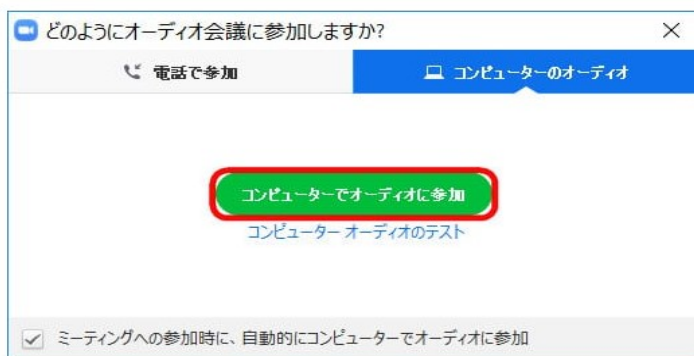 どのようにオーディオ会議に参加しますか?
電話で参加
コンピューターのオーディオ
コンピューターでオーディオに参加
コンピューター オーディオのテスト
ミーティングへの参加時に、自動的にコンピューターでオーディオに参加